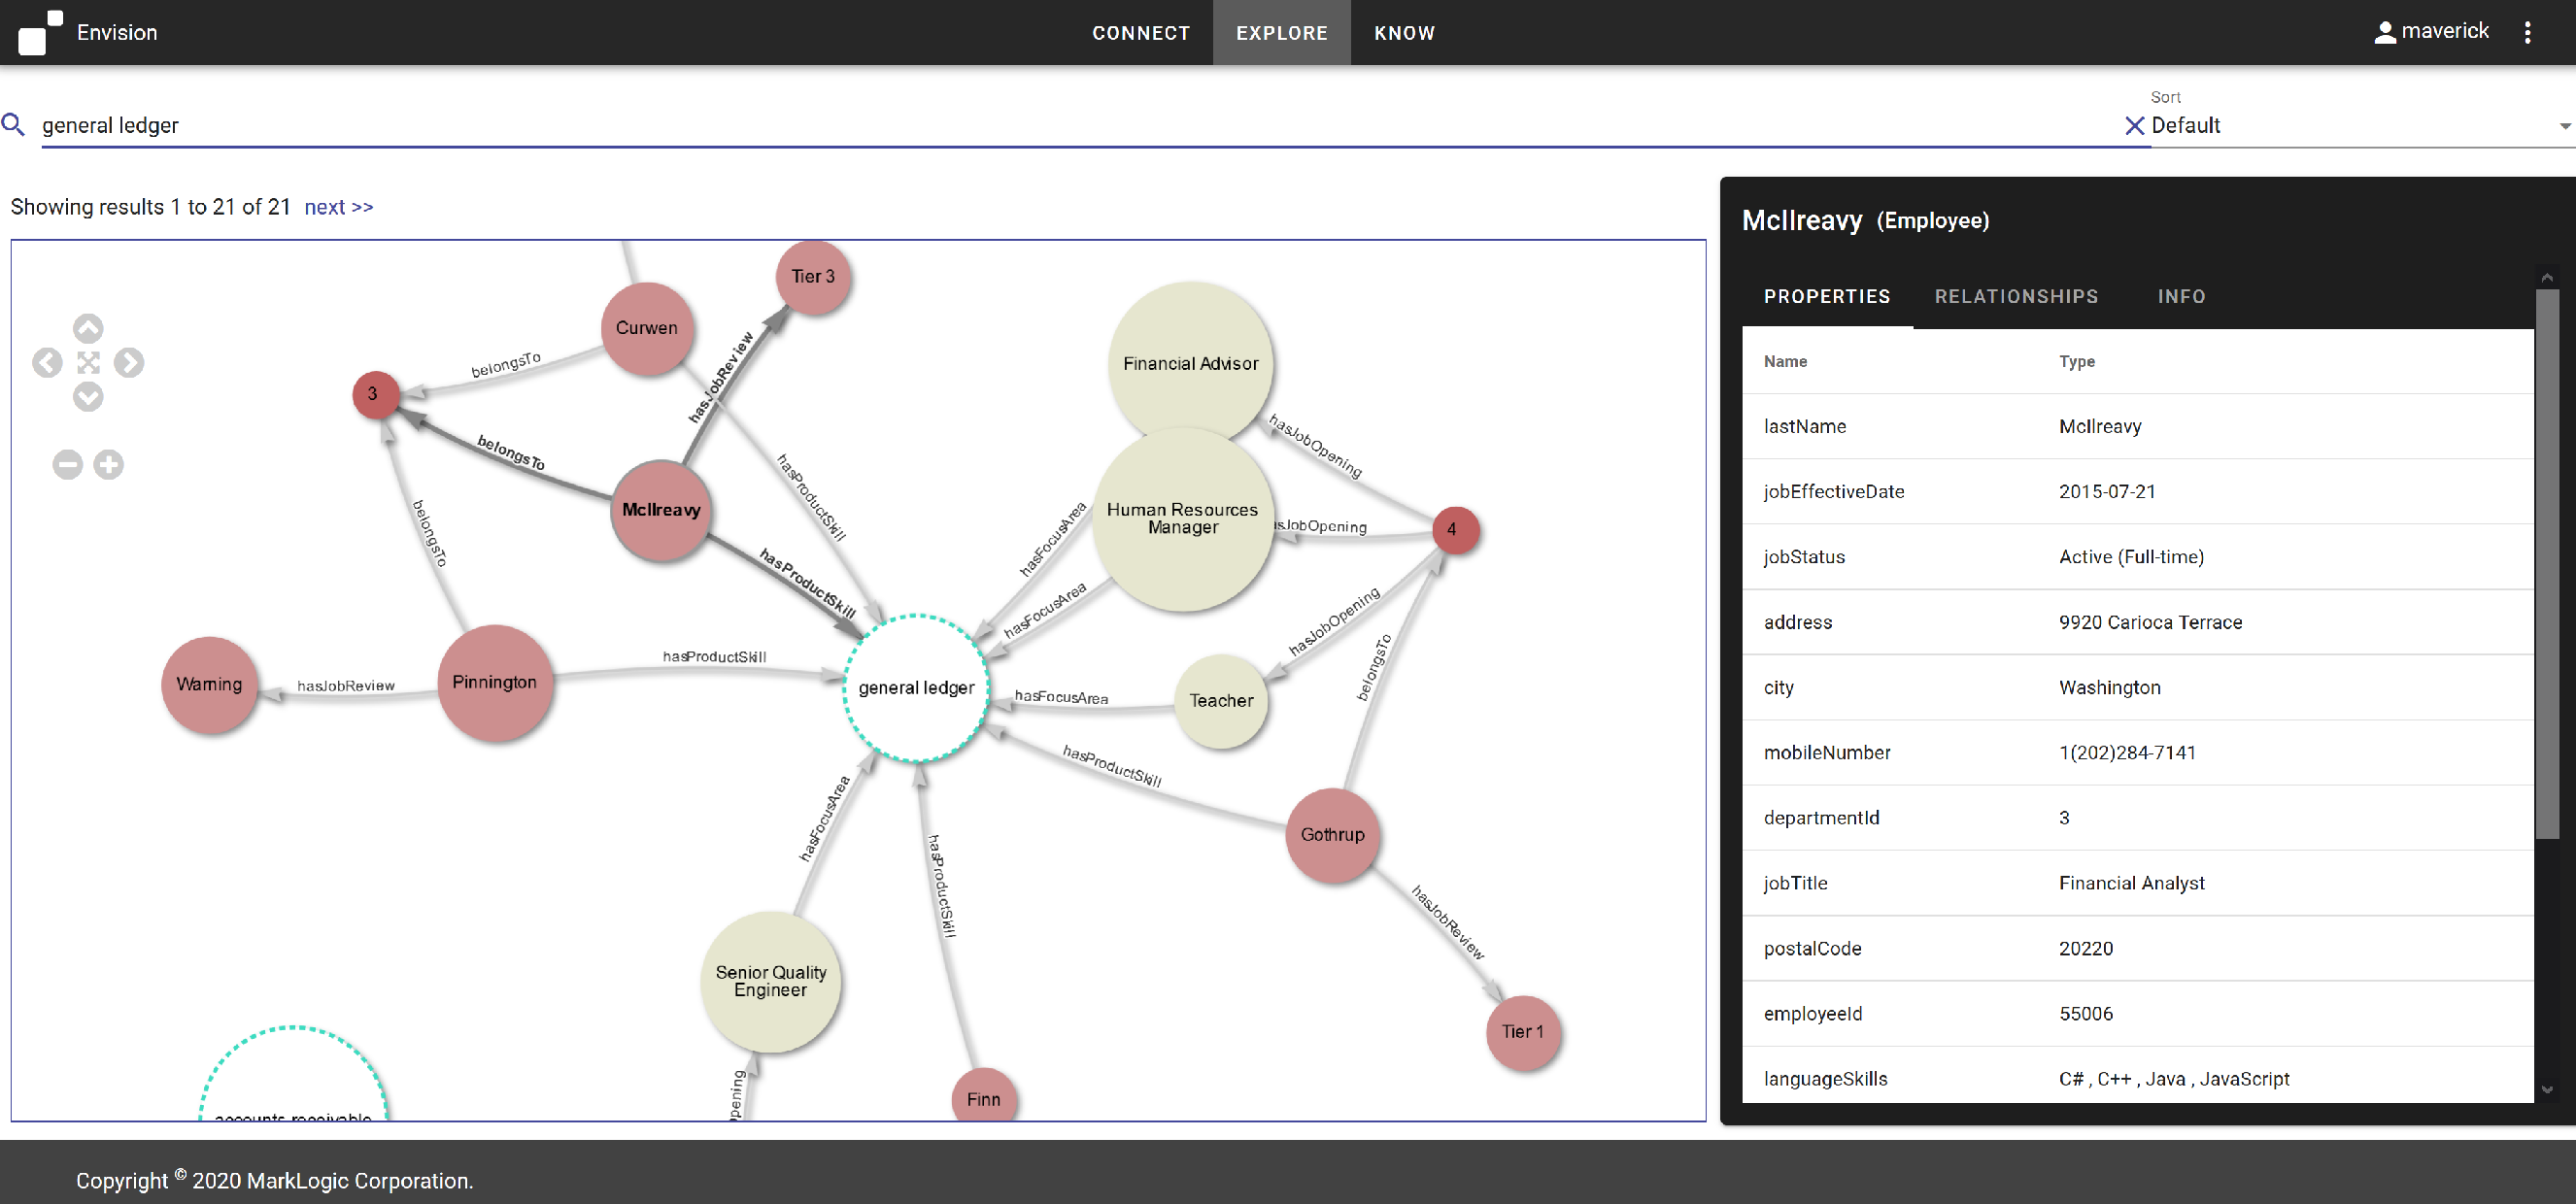 Envision
CONNECT
EXPLORE
KNOW
maverick
general ledger
Sort
Default
Showing results 1 to 21 of 21 next >>
Tier 3
Curwen
belongsTo
hasJobReview
3
Financial Advisor
belongsTo
hasProductSkill
hasJobOpening
McIlreavy
Human Resources
Manager
hasFocusArea
hasJobOpening
4
belongsTo
hasProductSkill
hasFocusArea
hasJobOpening
belongsTo
Warning
hasJobReview
Pinnington
hasProductSkill
general ledger
hasFocusArea
Teacher
hasProductSkill
hasFocusArea
hasProductSkill
Gothrup
hasJobReview
Senior Quality
Engineer
Tier 1
Finn
accounts receivable
McIlreavy (Employee)
PROPERTIES
RELATIONSHIPS
INFO
Name Type
lastName McIlreavy
jobEffectiveDate 2015-07-21
jobStatus Active (Full-time)
address 9920 Carioca Terrace
city Washington
mobileNumber 1(202)284-7141
departmentId 3
jobTitle Financial Analyst
postalCode 20220
employeeId 55006
languageSkills C# , C++ , Java , JavaScript
Copyright © 2020 MarkLogic Corporation.